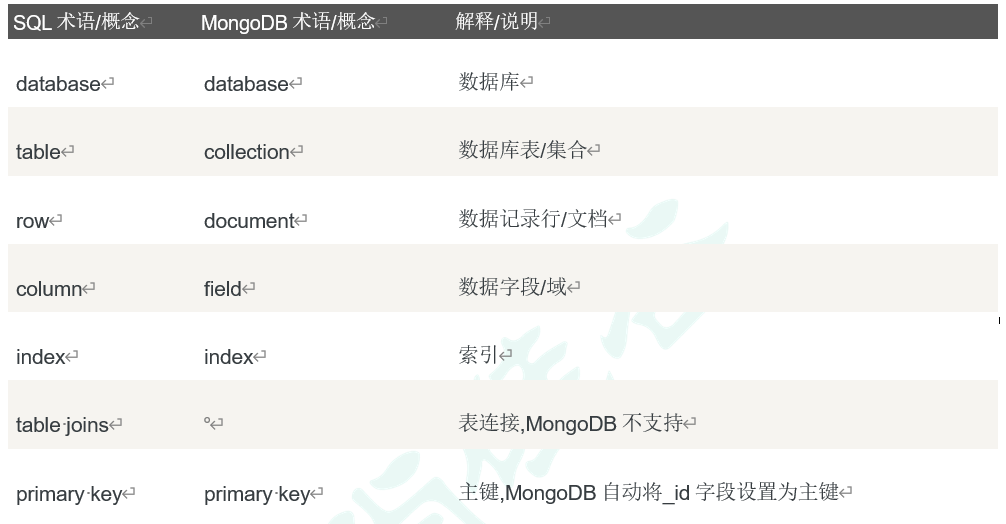 SQL 术语/概念 MongoDB 术语/概念 解释/说明
database database 数据库
table collection 数据库表/集合
row document 数据记录行/文档
column field 数据字段/域
index index 索引
table joins 表连接,MongoDB 不支持
primary key primary key 主键,MongoDB 自动将_id 字段设置为主键